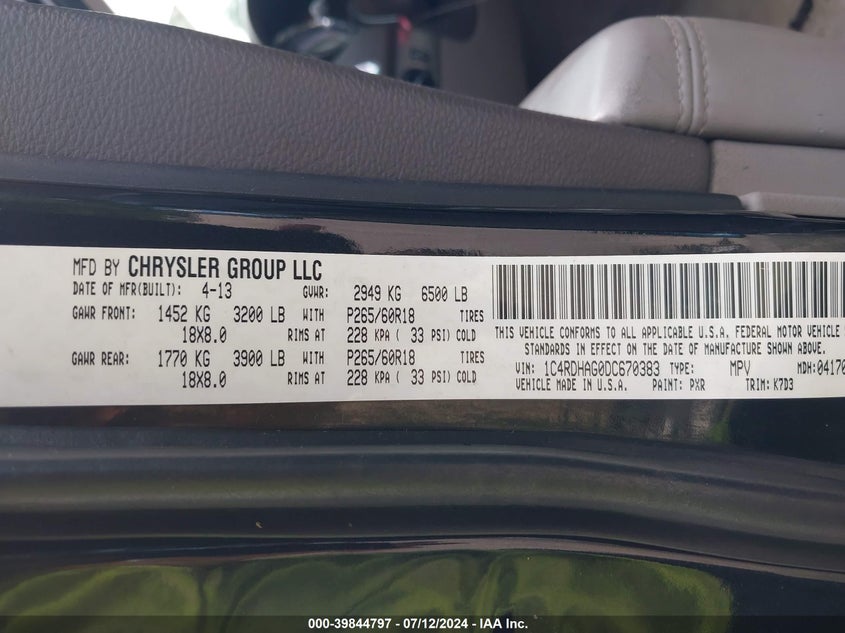 MFD BY CHRYSLER GROUP LLC
DATE OF MFR(BUILT): 4-13 GVWR: 2949 KG 6500 LB
GAWR FRONT: 1452 KG 3200 LB WITH P265/60R18 TIRES
18X8.0 RIMS AT 228 KPA ( 33 PSI) COLD
GAWR REAR: 1770 KG 3900 LB WITH P265/60R18 TIRES
18X8.0 RIMS AT 228 KPA ( 33 PSI) COLD
THIS VEHICLE CONFORMS TO ALL APPLICABLE U.S.A. FEDERAL MOTOR VEHICLE
STANDARDS IN EFFECT ON THE DATE OF MANUFACTURE SHOWN ABOVE.
VIN: 1C4RDHAG0DC670383 TYPE: MPV MDH: 0417
VEHICLE MADE IN U.S.A. PAINT: PXR TRIM: K7D3
000-39844797 - 07/12/2024 - IAA Inc.